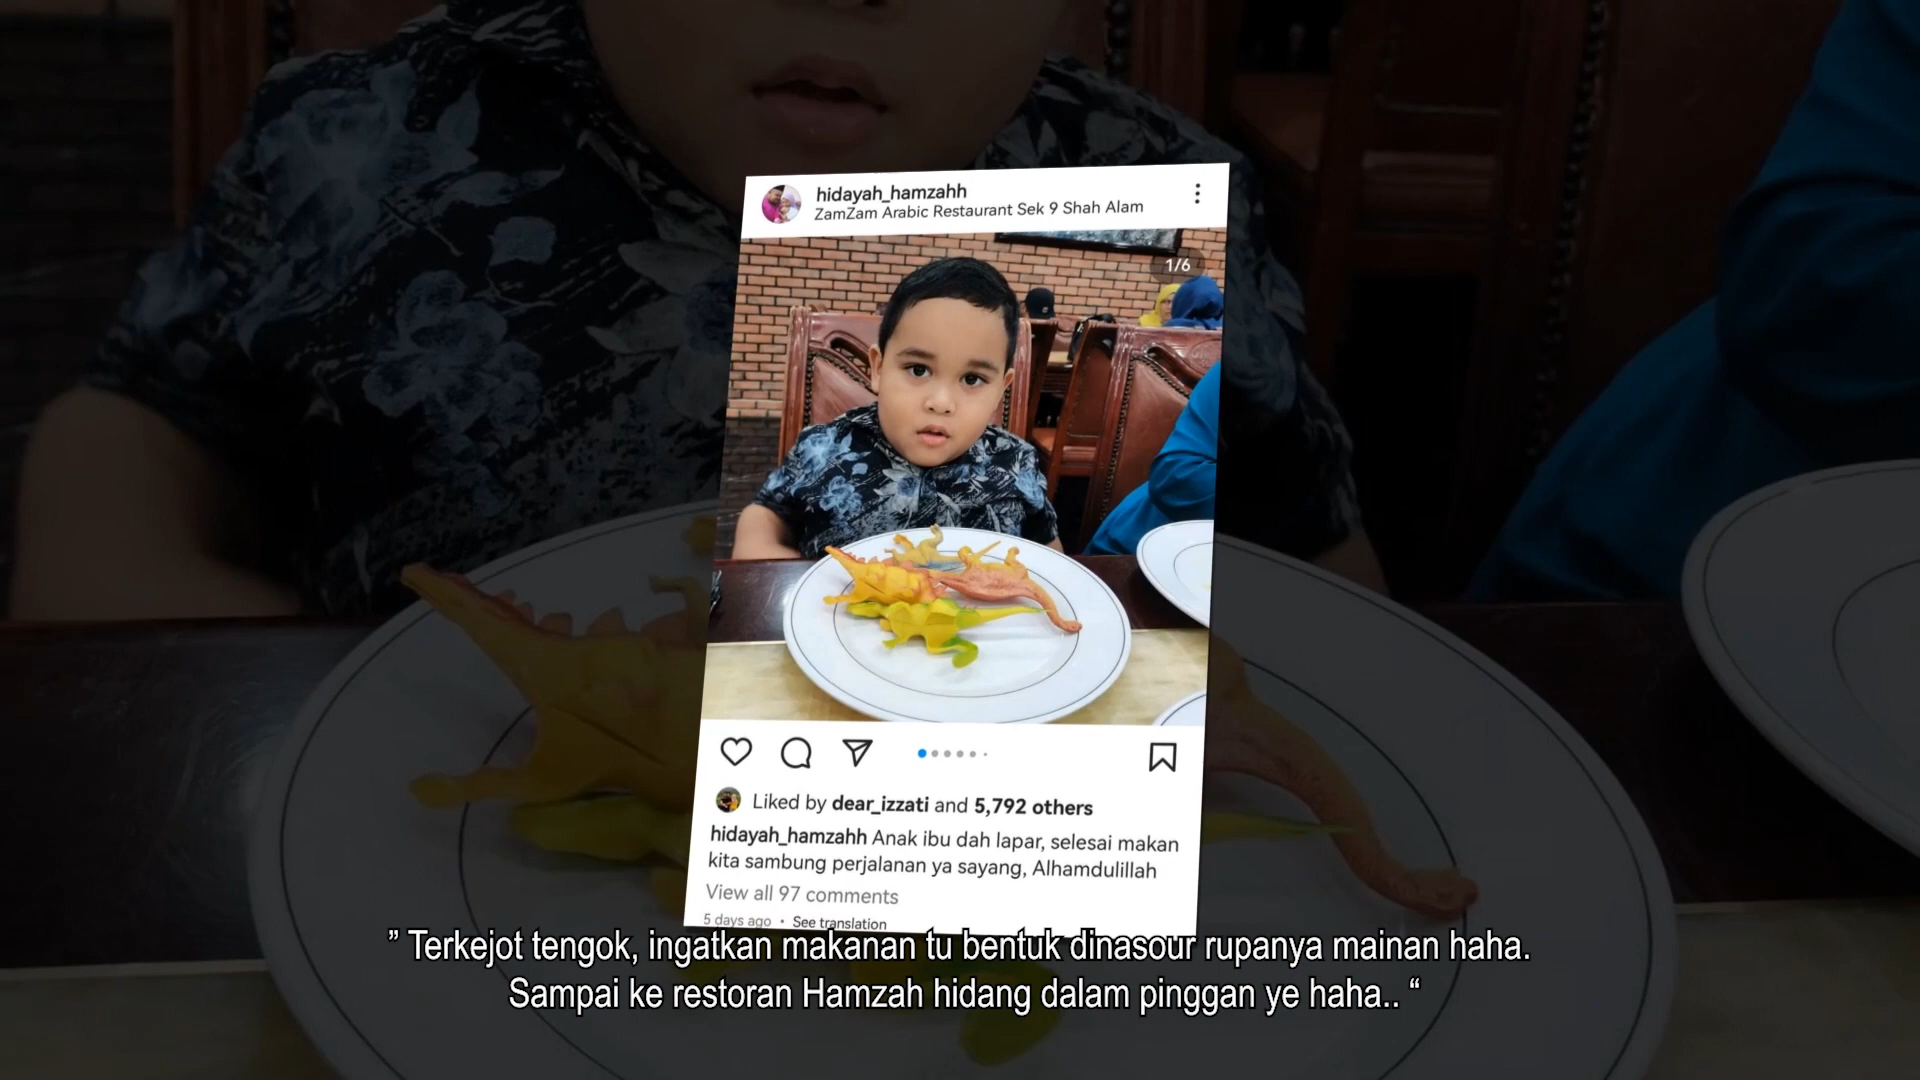 hidayah_hamzahh
ZamZam Arabic Restaurant Sek 9 Shah Alam
1/6
Liked by dear_izzati and 5,792 others
hidayah_hamzahh Anak ibu dah lapar, selesai makan
kita sambung perjalanan ya sayang, Alhamdulillah
View all 97 comments
5 days ago • See translation
” Terkejot tengok, ingatkan makanan tu bentuk dinasour rupanya mainan haha.
Sampai ke restoran Hamzah hidang dalam pinggan ye haha.. “